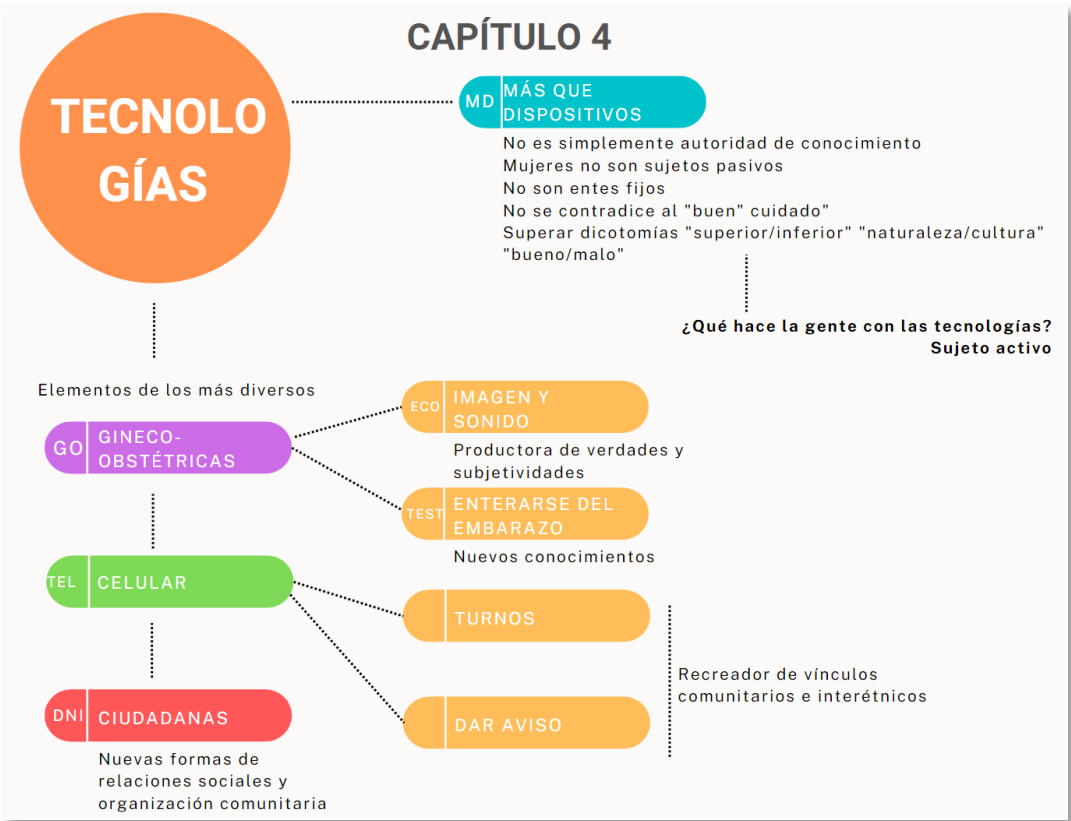 CAPÍTULO 4
TECNOLO
GÍAS
MD
MÁS QUE
DISPOSITIVOS
No es simplemente autoridad de conocimiento
Mujeres no son sujetos pasivos
No son entes fijos
No se contradice al "buen" cuidado"
Superar dicotomías "superior/inferior" "naturaleza/cultura"
"bueno/malo"
¿Qué hace la gente con las tecnologías?
Sujeto activo
Elementos de los más diversos
GO
GINECO-
OBSTÉTRICAS
ECO
IMAGEN Y
SONIDO
Productora de verdades y
subjetividades
TEST
ENTERARSE DEL
EMBARAZO
Nuevos conocimientos
TEL
CELULAR
TURNOS
DAR AVISO
Recreador de vínculos
comunitarios e interétnicos
DNI
CIUDADANAS
Nuevas formas de
relaciones sociales y
organización comunitaria